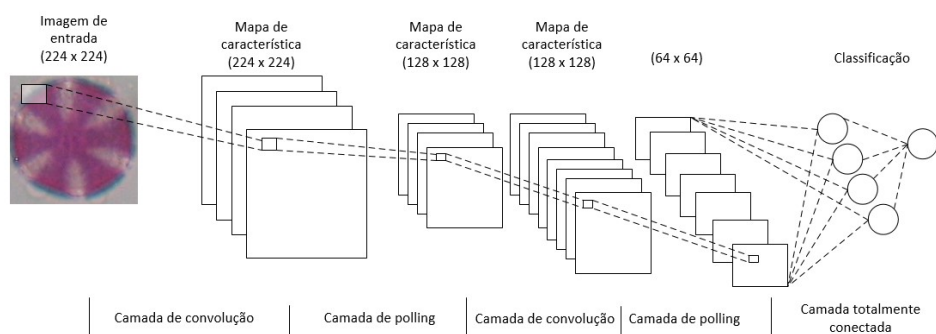 Imagem de
entrada
(224 x 224)
Mapa de
característica
(224 x 224)
Mapa de
característica
(128 x 128)
Mapa de
característica
(128 x 128)
(64 x 64)
Classificação
Camada de convolução
Camada de polling
Camada de convolução
Camada de polling
Camada totalmente
conectada